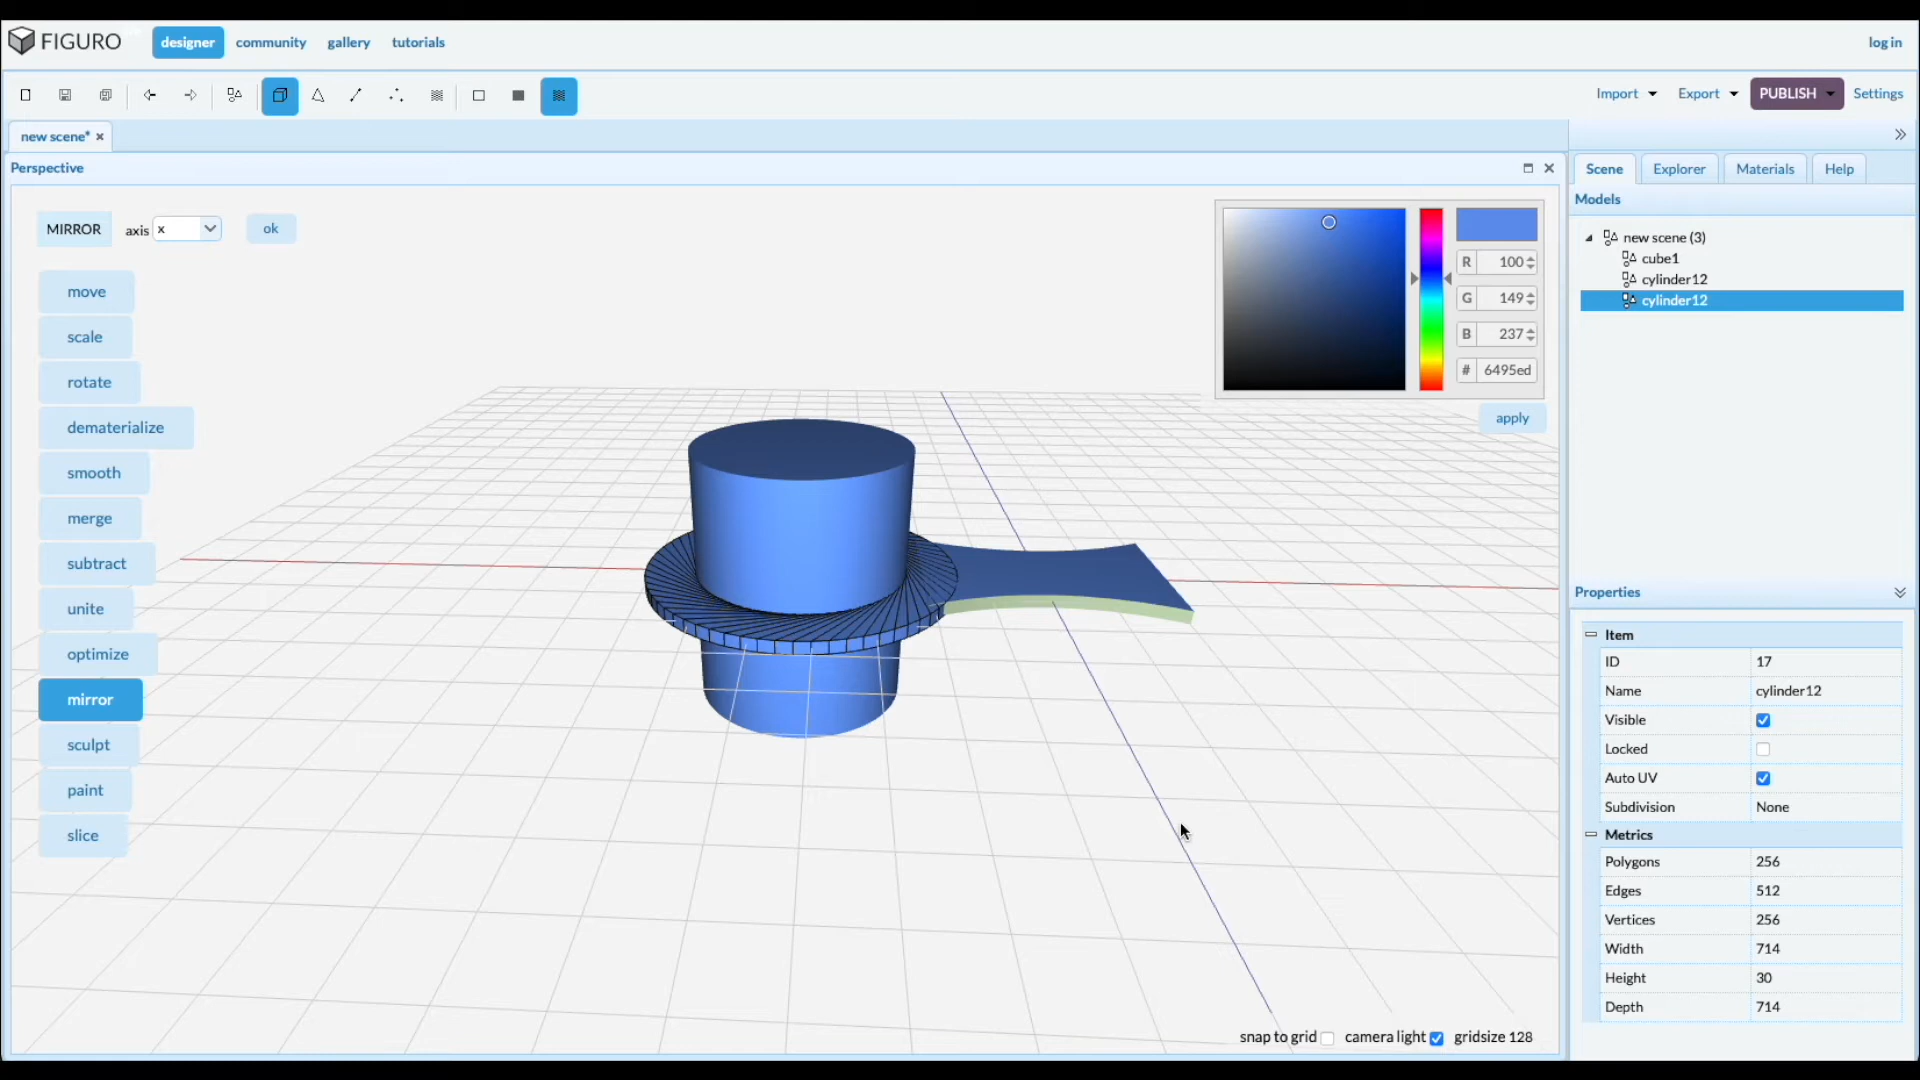 FIGURO designer community gallery tutorials log in
Import Export PUBLISH Settings
new scene*
Perspective
MIRROR axis x ok
move
scale
rotate
dematerialize
smooth
merge
subtract
unite
optimize
mirror
sculpt
paint
slice
R 100
G 149
B 237
# 6495ed
apply
snap to grid camera light gridsize 128
Scene Explorer Materials Help
Models
new scene (3)
cube1
cylinder12
cylinder12
Properties
Item
ID 17
Name cylinder12
Visible
Locked
Auto UV
Subdivision None
Metrics
Polygons 256
Edges 512
Vertices 256
Width 714
Height 30
Depth 714